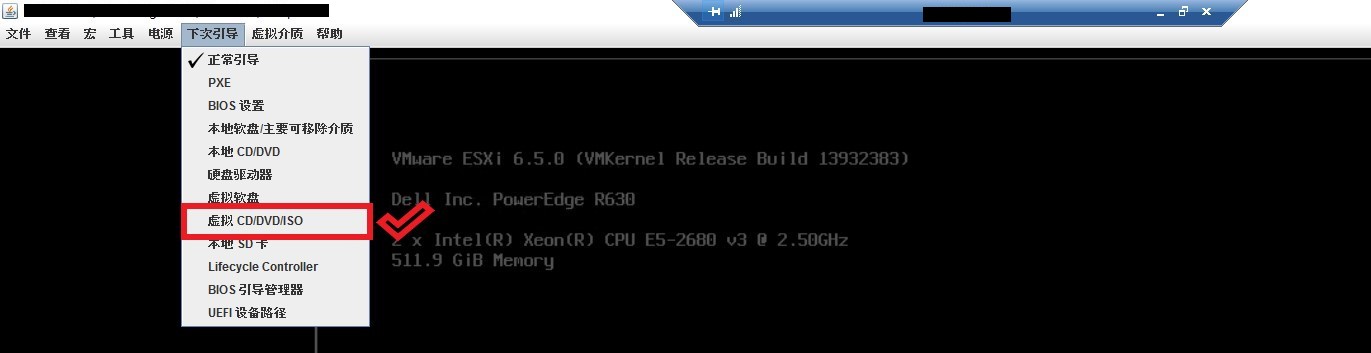 文件 查看 宏 工具 电源 下次引导 虚拟介质 帮助
正常引导
PXE
BIOS 设置
本地软盘/主要可移除介质
本地 CD/DVD
硬盘驱动器
虚拟软盘
虚拟 CD/DVD/ISO
本地 SD 卡
Lifecycle Controller
BIOS 引导管理器
UEFI 设备路径
VMware ESXi 6.5.0 (VMKernel Release Build 13932383)
Dell Inc. PowerEdge R630
2 x Intel(R) Xeon(R) CPU E5-2680 v3 @ 2.50GHz
511.9 GiB Memory